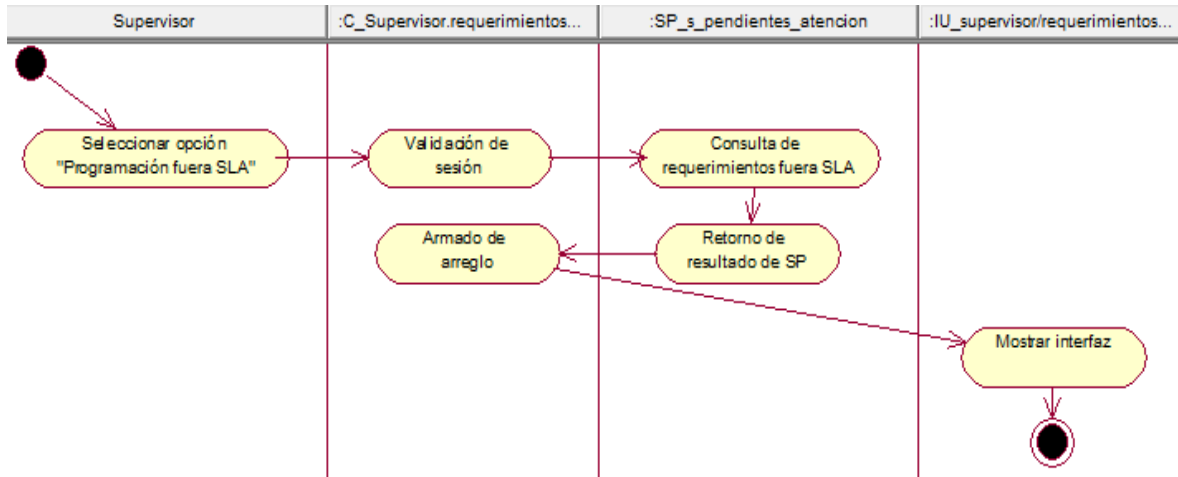 Supervisor
:C_Supervisor.requerimientos...
:SP_s_pendientes_atencion
:IU_supervisor/requerimientos...
Seleccionar opción
"Programación fuera SLA"
Validación de
sesión
Consulta de
requerimientos fuera SLA
Armado de
arreglo
Retorno de
resultado de SP
Mostrar interfaz